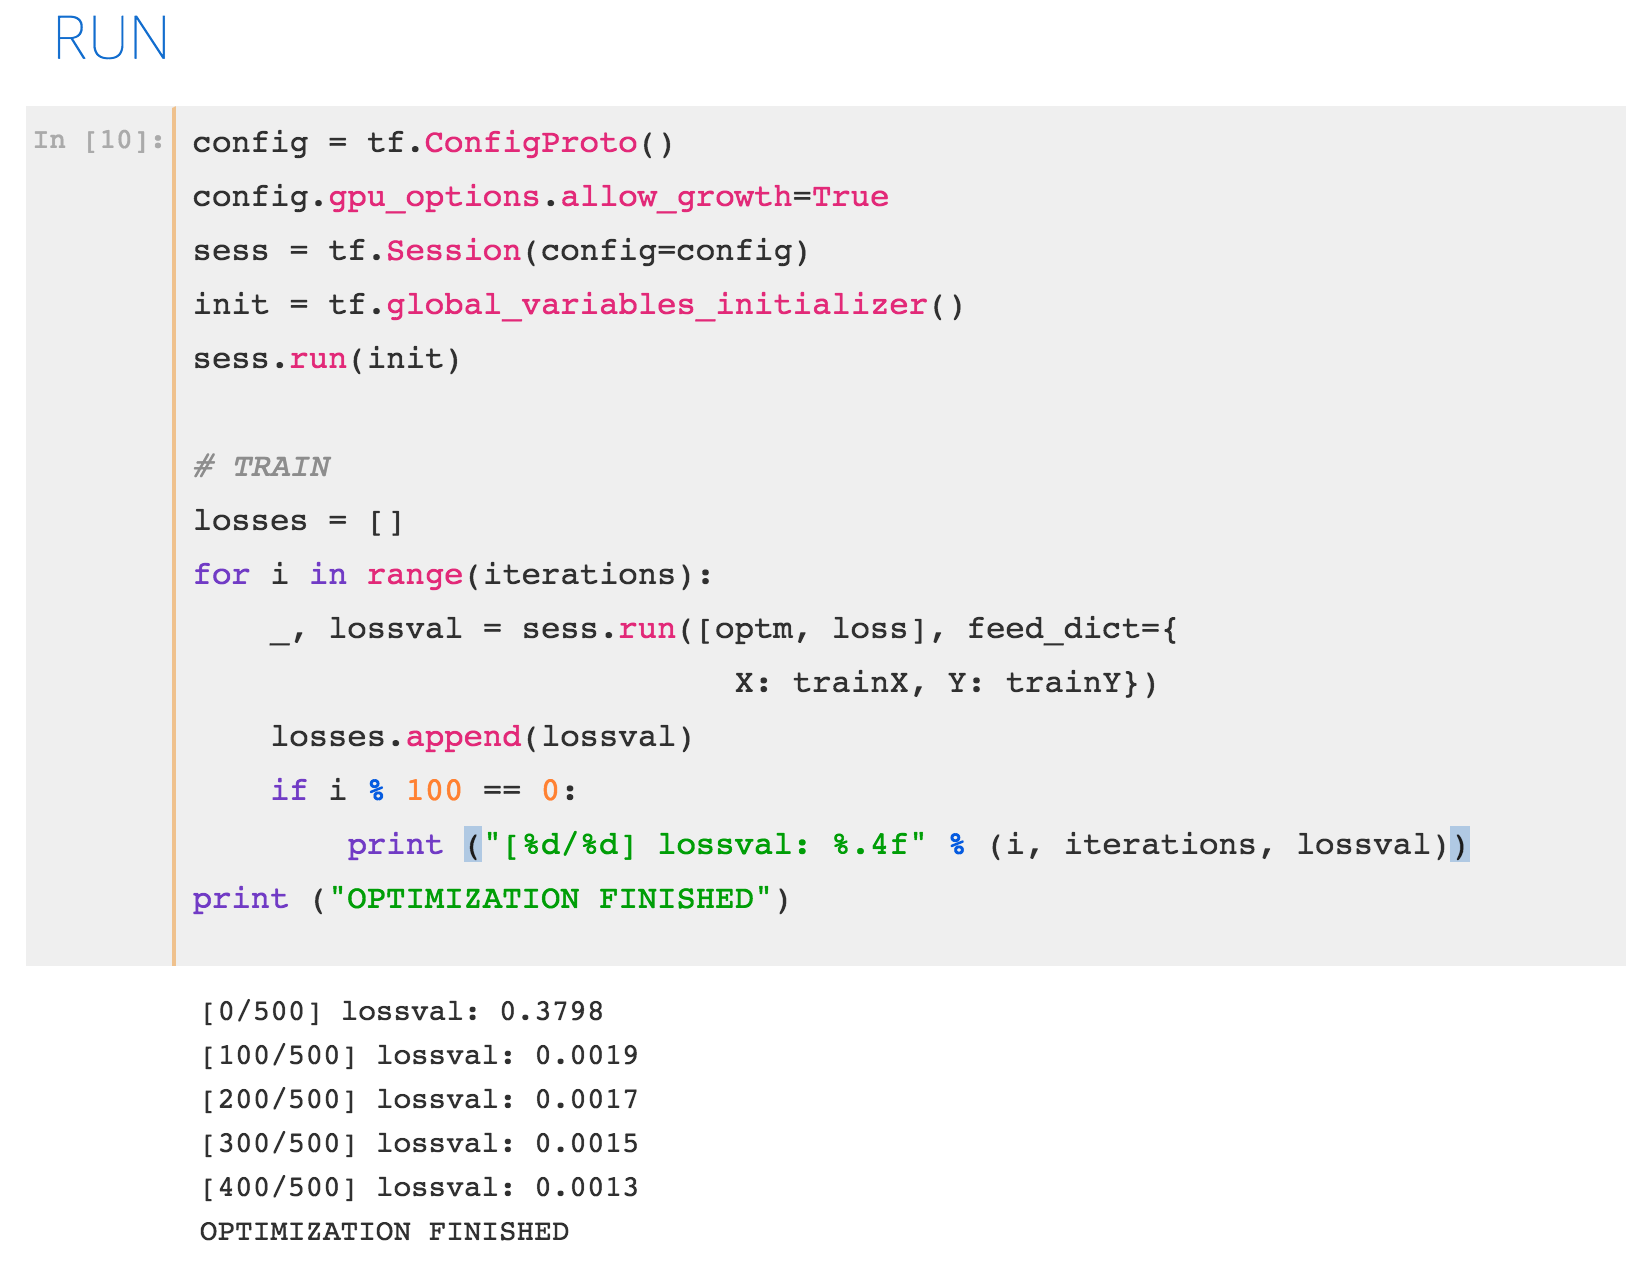 RUN
In [10]:
config = tf.ConfigProto()
config.gpu_options.allow_growth=True
sess = tf.Session(config=config)
init = tf.global_variables_initializer()
sess.run(init)

# TRAIN
losses = []
for i in range(iterations):
    _, lossval = sess.run([optm, loss], feed_dict={
                            X: trainX, Y: trainY})
    losses.append(lossval)
    if i % 100 == 0:
        print ("[%d/%d] lossval: %.4f" % (i, iterations, lossval))
print ("OPTIMIZATION FINISHED")
[0/500] lossval: 0.3798
[100/500] lossval: 0.0019
[200/500] lossval: 0.0017
[300/500] lossval: 0.0015
[400/500] lossval: 0.0013
OPTIMIZATION FINISHED